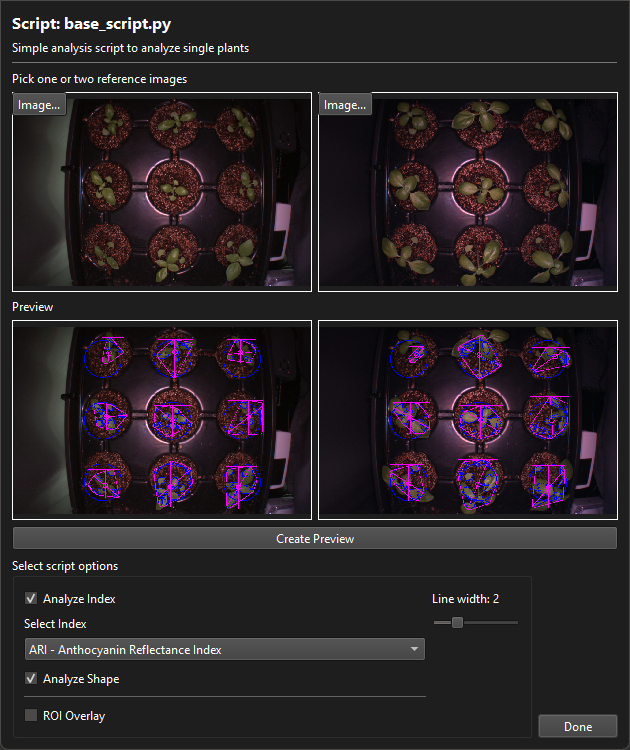 Script: base_script.py
Simple analysis script to analyze single plants
Pick one or two reference images
Image... Image...
Preview
Create Preview
Select script options
Analyze Index Line width: 2
Select Index
ARI - Anthocyanin Reflectance Index
Analyze Shape
ROI Overlay
Done